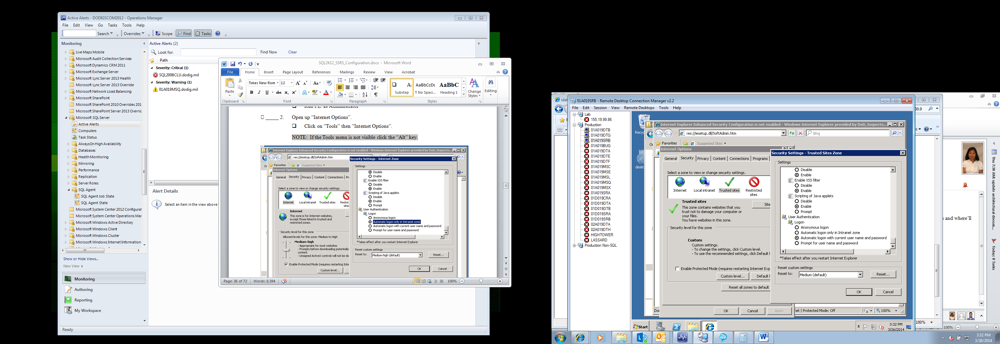 Active Alerts - DODIGSCOM2012 - Operations Manager
File Edit View Go Tasks Tools Help
Search Overrides Scope Find Tasks
Monitoring
Live Maps Mobile
Microsoft Audit Collection Services
Microsoft Dynamics CRM 2011
Microsoft Exchange Server
Microsoft Lync Server 2013 Health
Microsoft Lync Server 2013 Override
Microsoft Network Load Balancing
Microsoft SharePoint
Microsoft SharePoint 2010 Overrides 201
Microsoft SharePoint Server 2013 Overric
Microsoft SQL Server
Active Alerts
Computers
Task Status
AlwaysOn High Availability
Databases
Health Monitoring
Mirroring
Performance
Replication
Server Roles
SQL Agent
SQL Agent Job State
SQL Agent State
Microsoft System Center 2012 Configurat
Microsoft System Center Operations Mar
Microsoft Windows Active Directory
Microsoft Windows Client
Microsoft Windows Cluster
Microsoft Windows Internet Information
Show or Hide Views...
New View
Monitoring
Authoring
Reporting
My Workspace
Ready
Active Alerts (2)
Look for: Find Now Clear
Path
Severity: Critical (1)
SQL2008CLU.dodig.mil
Severity: Warning (1)
01A019MSQ.dodig.mil
Alert Details
Select an item in the view above
SQL2K12_SSRS_Configuration.docx - Microsoft Word
File Home Insert Page Layout References Mailings Review View Acrobat
Paste
Clipboard
Times New Rom 12
Font
Paragraph
AaBbCcDc AaBbC
Substep ¶ No Spaci... Heading 1
Styles
Change Styles
Editing
Run I.E. as Administrator
_____ 2. Open up “Internet Options”.
Click on “Tools” then “Internet Options”.
NOTE: If the Tools menu is not visible click the “Alt” key.
Internet Explorer Enhanced Security Configuration is not enabled - Windows Internet Explorer provided by DoD, Inspecto...
res://iesetup.dll/SoftAdmin.htm
Favorites Suggested Sites
Internet Options
General Security Privacy Content Connections Pr
Select a zone to view or change security settings.
Internet Local intranet Trusted sites Restric
sites
Internet
This zone is for Internet websites,
except those listed in trusted and
restricted zones.
Security level for this zone
Allowed levels for this zone: Medium to High
Medium-high
- Appropriate for most websites
- Prompts before downloading potentially
content
- Unsigned ActiveX controls will not be do
Enable Protected Mode (requires restarting Inte
Custom level...
Security Settings - Internet Zone
Settings
Disable
Enable
Enable XSS filter
Disable
Enable
Scripting of Java applets
Disable
Enable
Prompt
User Authentication
Logon
Anonymous logon
Automatic logon only in Intranet zone
Automatic logon with current user name and password
Prompt for user name and password
*Takes effect after you restart Internet Explorer
Reset custom settings
Reset to: Medium-high (default) Reset...
OK Cancel
Page: 36 of 72 Words: 8,594 100%
idat
01A019SRB - Remote Desktop Connection Manager v2.2
File Edit Session View Remote Desktops Tools Help
Lab
155.19.99.86
Production
01A019DTB
01A019DTG
01A019SRB
01A019BUG
01A019DTA
01A019DTE
01A019DTF
01A019MSC
01A019MSE
01A019MSL
01A019MSQ
01A019MSX
01A019SRA
01D019CRA
01D019DTA
01D019DTB
01D019SRA
01D019SRB
02A019DTA
02A019DTH
HIGHTOWER
LASSARD
Production Non-SQL
Recyc
deskt
Internet Explorer Enhanced Security Configuration is not enabled - Windows Internet Explorer provided by DoD, Inspecto...
res://iesetup.dll/SoftAdmin.htm
Bing
Favorites Suggested Sites
Internet Options
General Security Privacy Content Connections Programs
Select a zone to view or change security settings.
Internet Local intranet Trusted sites Restricted
sites
Trusted sites
Site
This zone contains websites that you
trust not to damage your computer or
your files.
You have websites in this zone.
Security level for this zone
Custom
Custom settings.
- To change the settings, click Custom level.
- To use the recommended settings, click Default l
Enable Protected Mode (requires restarting Internet Exp
Custom level... Default l
Reset all zones to default
OK Cancel Apply
Security Settings - Trusted Sites Zone
Settings
Disable
Enable
Enable XSS filter
Disable
Enable
Scripting of Java applets
Disable
Enable
Prompt
User Authentication
Logon
Anonymous logon
Automatic logon only in Intranet zone
Automatic logon with current user name and password
Prompt for user name and password
*Takes effect after you restart Internet Explorer
Reset custom settings
Reset to: Medium (default) Reset...
OK Cancel
net | Protected Mode: Off 100%
Start
3:32 PM
3/26/2014
00.9
s and where'll
Thu 7:30 AM: update architectural docum...
Today: 0 Tasks
100%
100%
3:32 PM
3/26/2014